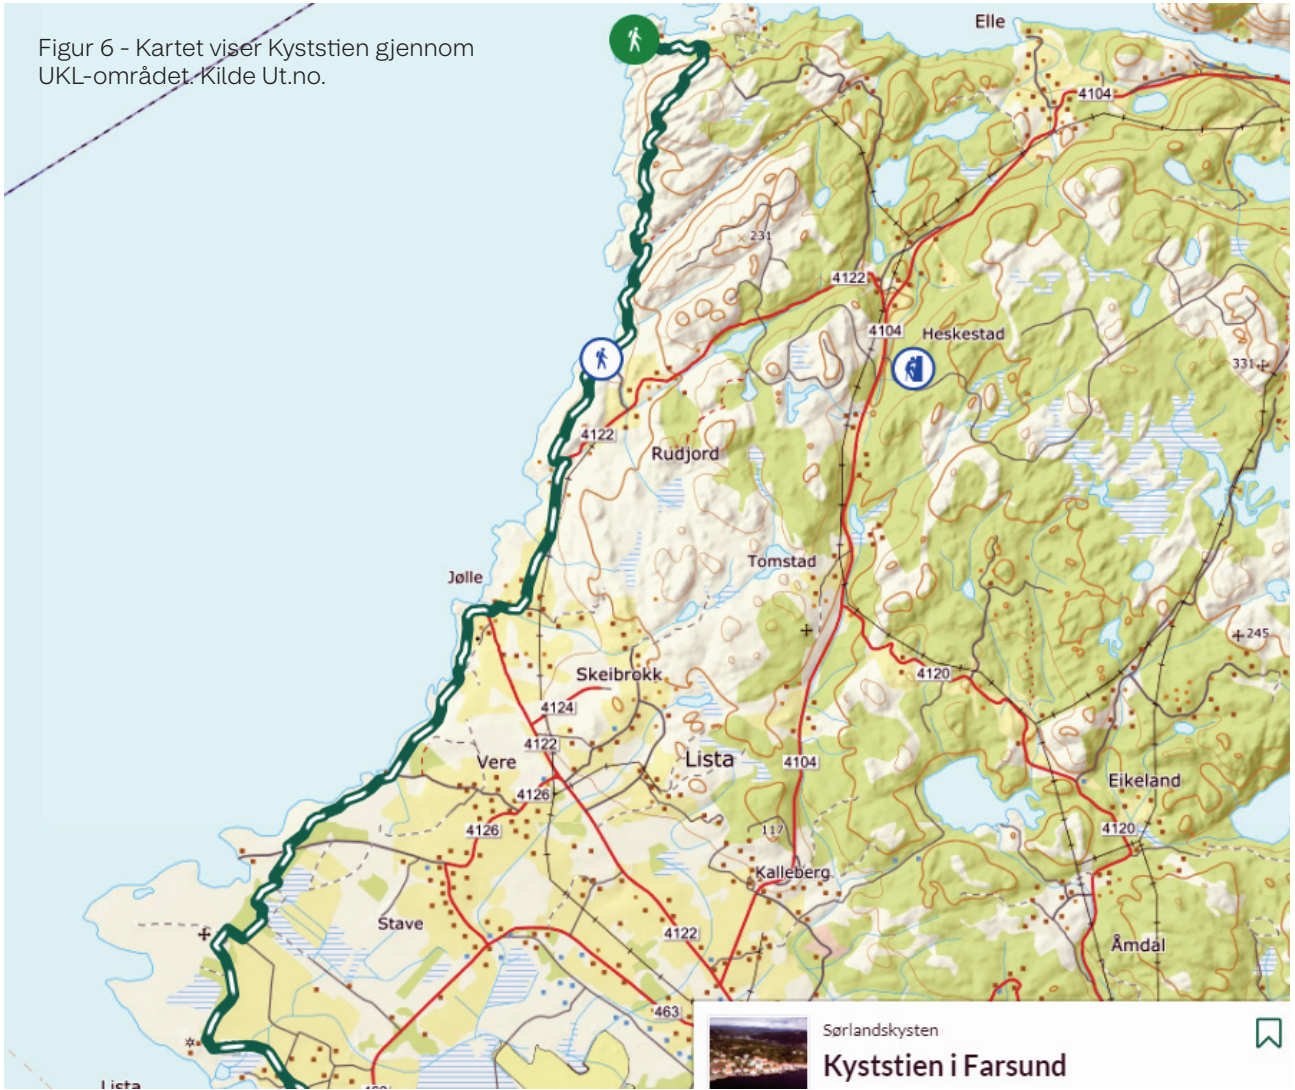 Figur 6 - Kartet viser Kyststien gjennom
UKL-området. Kilde Ut.no.
Elle
4104
231
4122
4104
Heskestad
331
4122
Rudjord
Tomstad
Jølle
245
Skeibrokk
4120
4124
4122
Vere
Lista
4104
Eikeland
4126
4126
117
4120
Kalleberg
Stave
4122
Åmdal
463
Sørlandskysten
Kyststien i Farsund
Lista